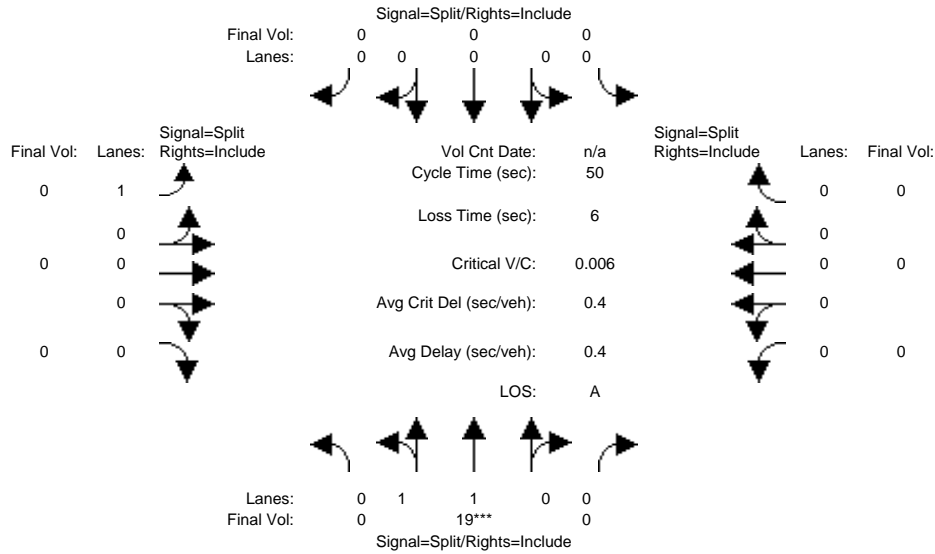 Signal=Split/Rights=Include
Final Vol: 0 0 0
Lanes: 0 0 0 0 0
Signal=Split Signal=Split
Final Vol: Lanes: Rights=Include Vol Cnt Date: n/a Rights=Include Lanes: Final Vol:
Cycle Time (sec): 50
0 1 0 0
Loss Time (sec): 6
0 0
0 0 Critical V/C: 0.006 0 0
0 Avg Crit Del (sec/veh): 0.4 0
0 0 Avg Delay (sec/veh): 0.4 0 0
LOS: A
Lanes: 0 1 1 0 0
Final Vol: 0 19*** 0
Signal=Split/Rights=Include